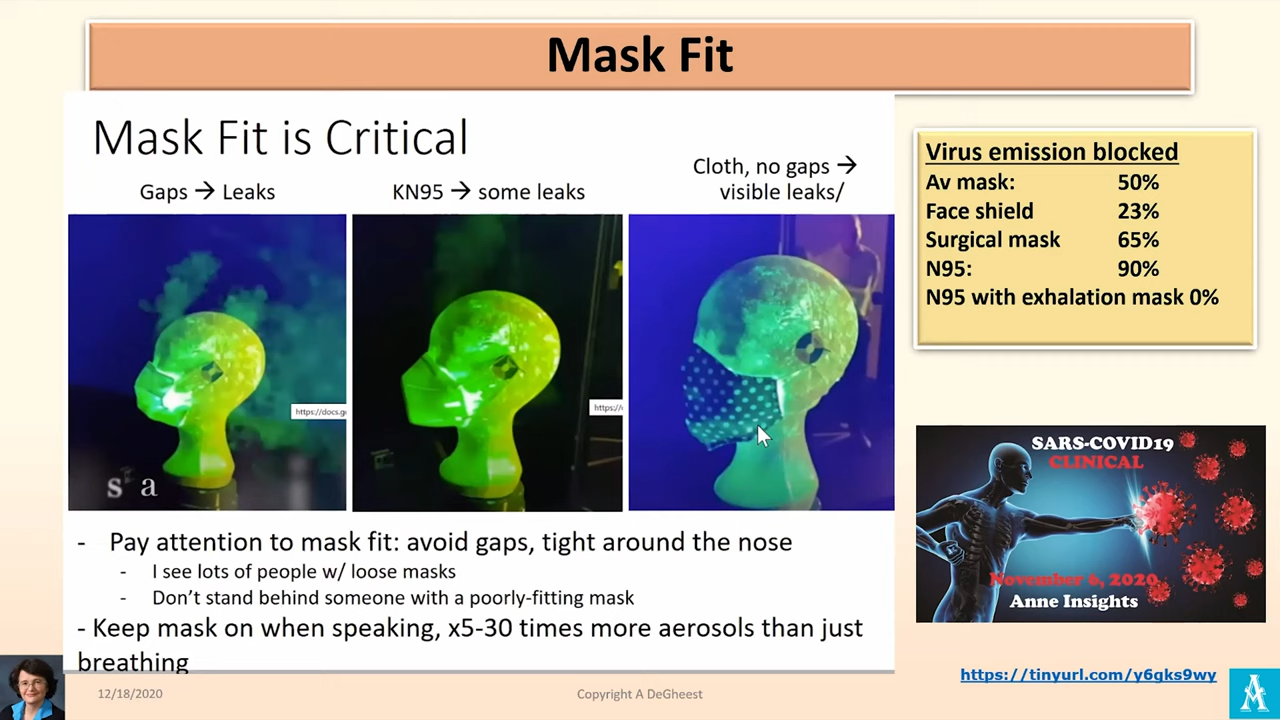 Mask Fit
Mask Fit is Critical
Gaps → Leaks
KN95 → some leaks
Cloth, no gaps →
visible leaks/
https://docs.g
https://
s a
- Pay attention to mask fit: avoid gaps, tight around the nose
- I see lots of people w/ loose masks
- Don't stand behind someone with a poorly-fitting mask
- Keep mask on when speaking, x5-30 times more aerosols than just
breathing
Virus emission blocked
Av mask: 50%
Face shield 23%
Surgical mask 65%
N95: 90%
N95 with exhalation mask 0%
SARS-COVID19
CLINICAL
November 6, 2020
Anne Insights
https://tinyurl.com/y6gks9wy
12/18/2020
Copyright A DeGheest
A